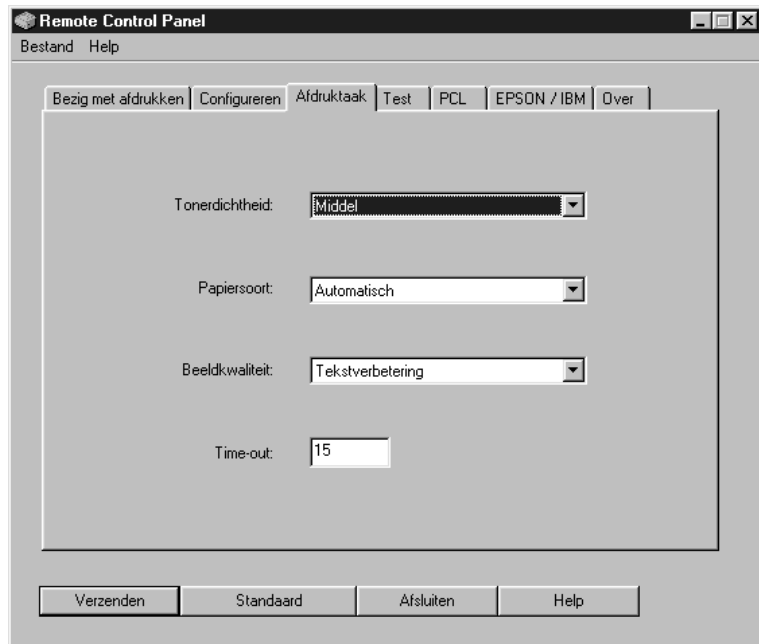 Remote Control Panel
Bestand Help
Bezig met afdrukken Configureren Afdruktaak Test PCL EPSON / IBM Over
Tonerdichtheid: Middel
Papiersoort: Automatisch
Beeldkwaliteit: Tekstverbetering
Time-out: 15
Verzenden Standaard Afsluiten Help